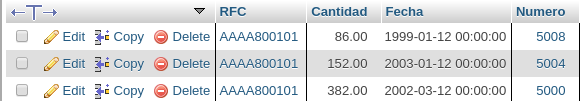 RFC Cantidad Fecha Numero
Edit Copy Delete AAAA800101 86.00 1999-01-12 00:00:00 5008
Edit Copy Delete AAAA800101 152.00 2003-01-12 00:00:00 5004
Edit Copy Delete AAAA800101 382.00 2002-03-12 00:00:00 5000